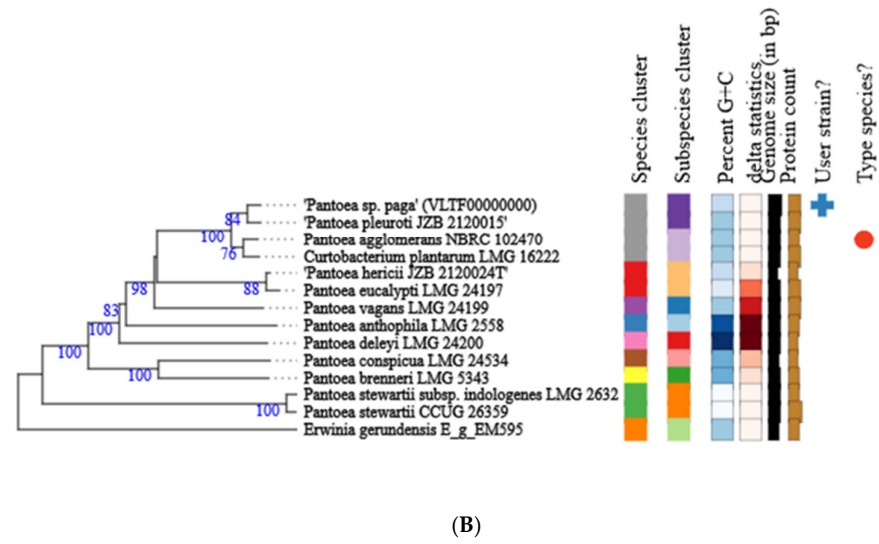 Species cluster
Subspecies cluster
Percent G+C
delta statistics
Genome size (in bp)
Protein count
User strain?
Type species?
'Pantoea sp. paga' (VLTF00000000)
84
'Pantoea pleuroti JZB 2120015'
100
Pantoea agglomerans NBRC 102470
76
Curtobacterium plantarum LMG 16222
'Pantoea hericii JZB 2120024T'
98
88
Pantoea eucalypti LMG 24197
83
Pantoea vagans LMG 24199
100
Pantoea anthophila LMG 2558
Pantoea deleyi LMG 24200
100
Pantoea conspicua LMG 24534
100
Pantoea brenneri LMG 5343
Pantoea stewartii subsp. indologenes LMG 2632
100
Pantoea stewartii CCUG 26359
Erwinia gerundensis E_g_EM595
(B)